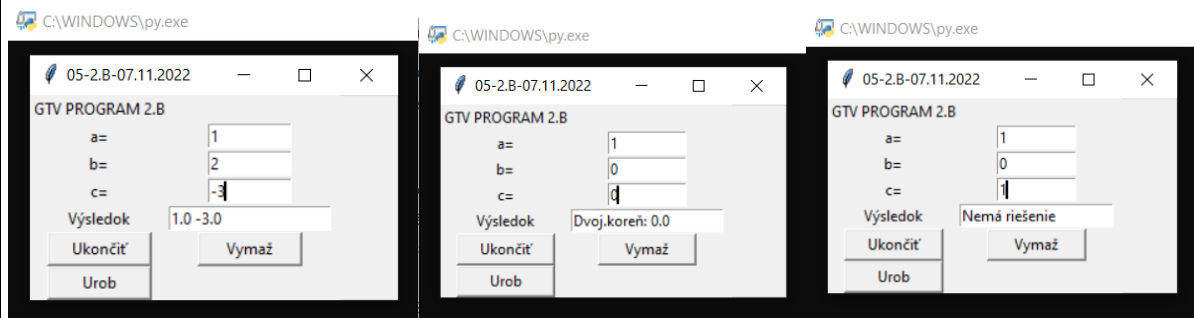 C:\WINDOWS\py.exe
05-2.B-07.11.2022
GTV PROGRAM 2.B
a= 1
b= 2
c= -3
Výsledok 1.0 -3.0
Ukončiť Vymaž
Urob
C:\WINDOWS\py.exe
05-2.B-07.11.2022
GTV PROGRAM 2.B
a= 1
b= 0
c= 0
Výsledok Dvoj.koreň: 0.0
Ukončiť Vymaž
Urob
C:\WINDOWS\py.exe
05-2.B-07.11.2022
GTV PROGRAM 2.B
a= 1
b= 0
c= 1
Výsledok Nemá riešenie
Ukončiť Vymaž
Urob